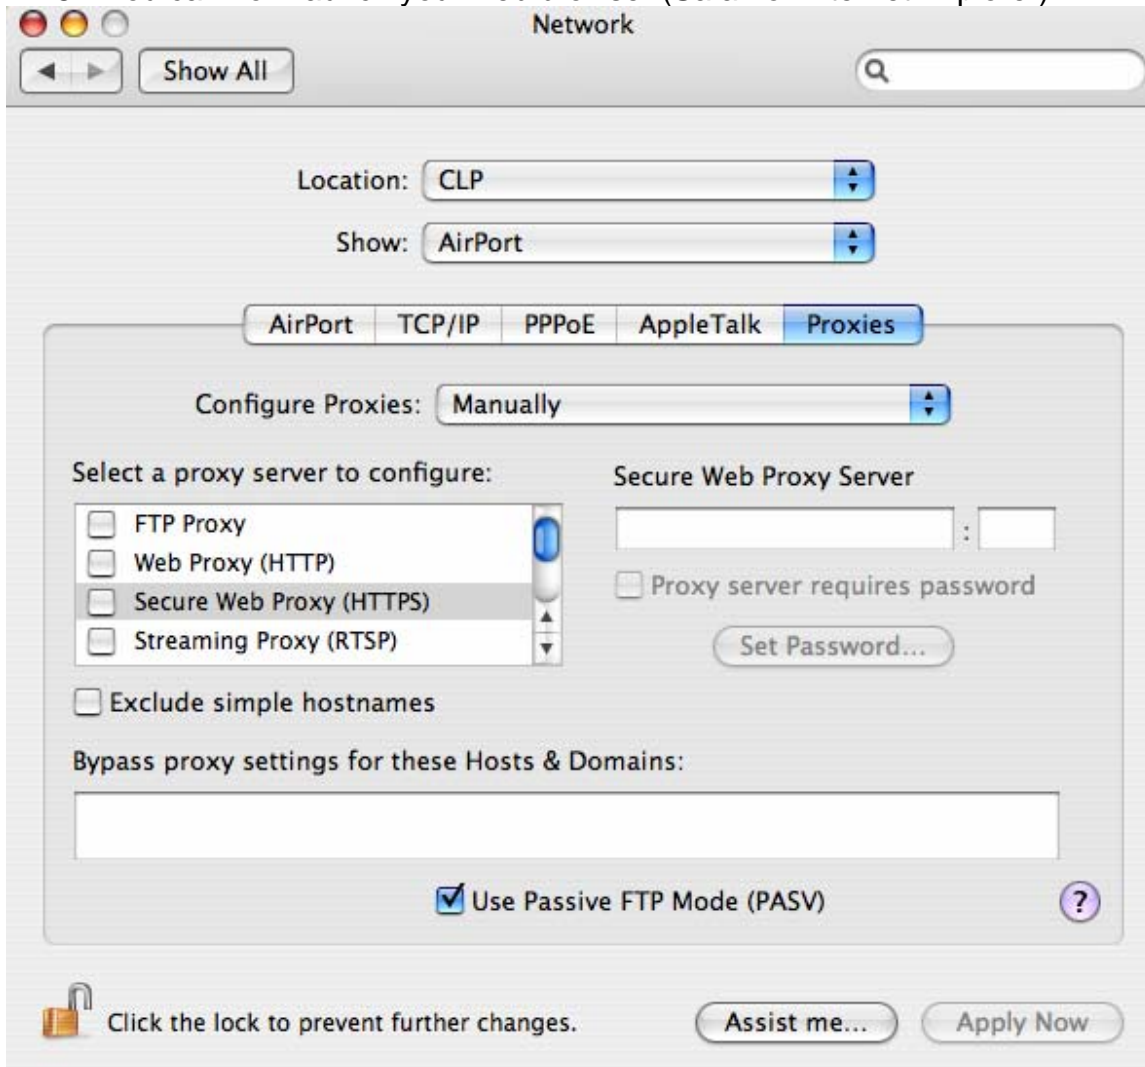 Network
Show All
Location: CLP
Show: AirPort
AirPort TCP/IP PPPoE AppleTalk Proxies
Configure Proxies: Manually
Select a proxy server to configure:
FTP Proxy
Web Proxy (HTTP)
Secure Web Proxy (HTTPS)
Streaming Proxy (RTSP)
Secure Web Proxy Server
:
Proxy server requires password
Set Password...
Exclude simple hostnames
Bypass proxy settings for these Hosts & Domains:
Use Passive FTP Mode (PASV)
?
Click the lock to prevent further changes.
Assist me...
Apply Now